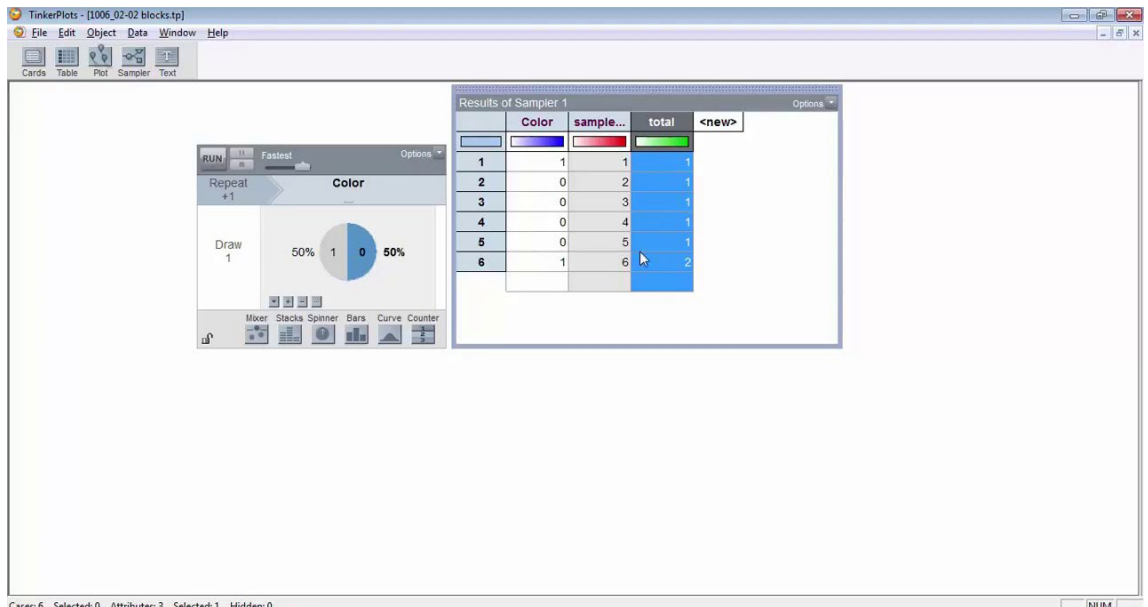 TinkerPlots - [1006_02-02 blocks.tp]
File Edit Object Data Window Help
Cards Table Plot Sampler Text
Results of Sampler 1 Options
Color sample... total <new>
1 1 1 1
2 0 2 1
3 0 3 1
4 0 4 1
5 0 5 1
6 1 6 2
RUN Fastest Options
Repeat +1 Color
Draw 1
50% 1 0 50%
Mixer Stacks Spinner Bars Curve Counter
Cases: 6 Selected: 0 Attributes: 3 Selected: 1 Hidden: 0 NUM